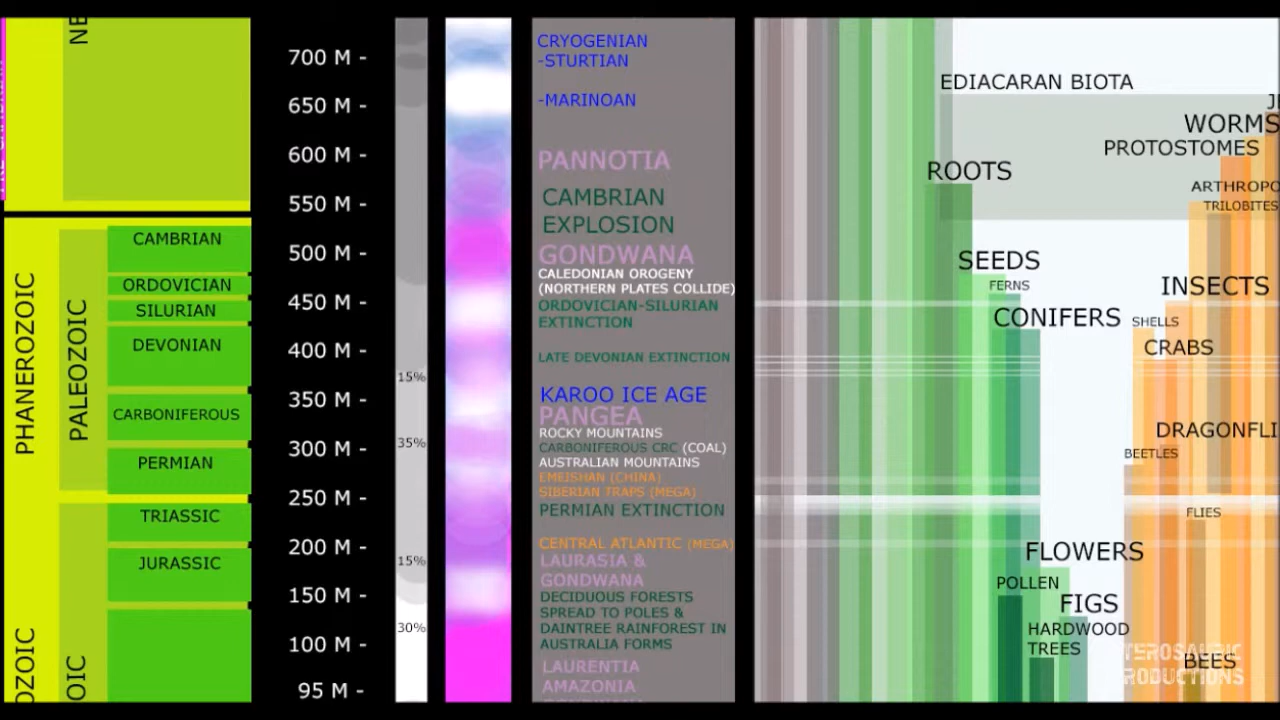 NE
PHANEROZOIC
PALEOZOIC
OZOIC
OIC
CAMBRIAN
ORDOVICIAN
SILURIAN
DEVONIAN
CARBONIFEROUS
PERMIAN
TRIASSIC
JURASSIC
700 M -
650 M -
600 M -
550 M -
500 M -
450 M -
400 M -
350 M -
300 M -
250 M -
200 M -
150 M -
100 M -
95 M -
15%
35%
15%
30%
CRYOGENIAN
-STURTIAN
-MARINOAN
PANNOTIA
CAMBRIAN
EXPLOSION
GONDWANA
CALEDONIAN OROGENY
(NORTHERN PLATES COLLIDE)
ORDOVICIAN-SILURIAN
EXTINCTION
LATE DEVONIAN EXTINCTION
KAROO ICE AGE
PANGEA
ROCKY MOUNTAINS
CARBONIFEROUS CRC (COAL)
AUSTRALIAN MOUNTAINS
EMEISHAN (CHINA)
SIBERIAN TRAPS (MEGA)
PERMIAN EXTINCTION
CENTRAL ATLANTIC (MEGA)
LAURASIA &
GONDWANA
DECIDUOUS FORESTS
SPREAD TO POLES &
DAINTREE RAINFOREST IN
AUSTRALIA FORMS
LAURENTIA
AMAZONIA
EDIACARAN BIOTA
WORMS
PROTOSTOMES
ROOTS
ARTHROPO
TRILOBITES
SEEDS
FERNS
INSECTS
CONIFERS
SHELLS
CRABS
DRAGONFLI
BEETLES
FLIES
FLOWERS
POLLEN
FIGS
HARDWOOD
TREES
BEES
TEROSAURIC
RODUCTIONS